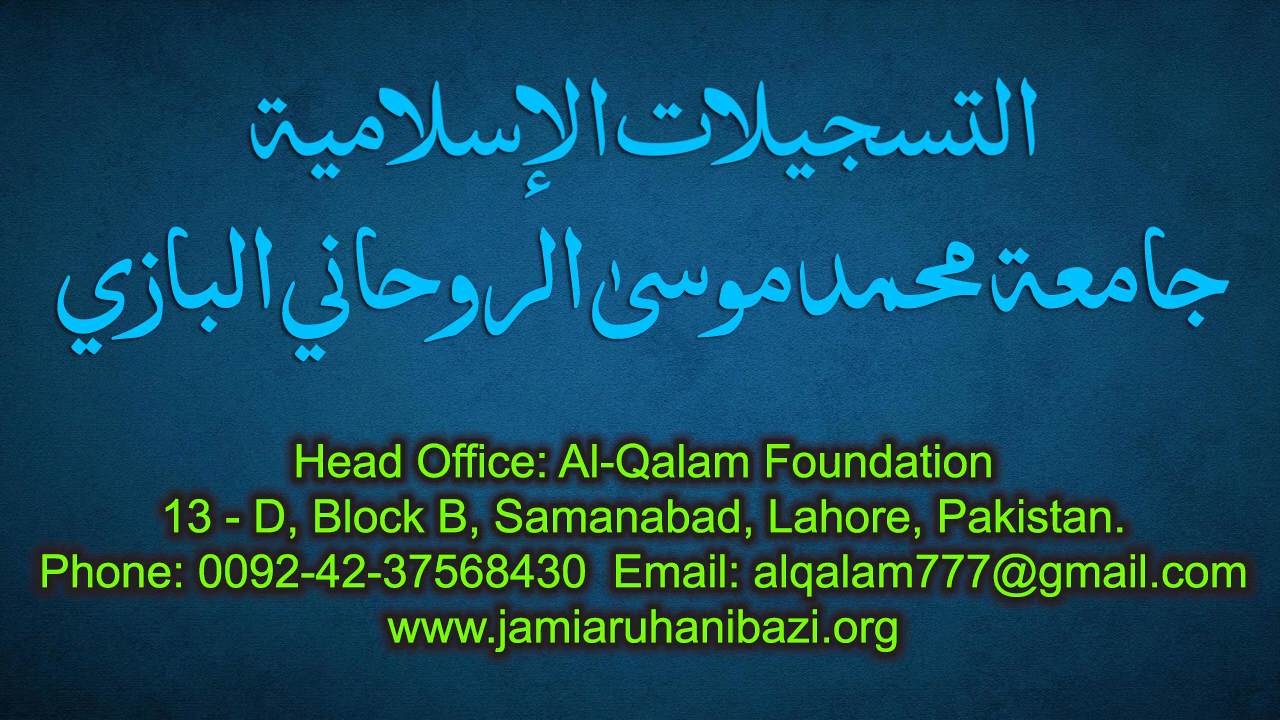 التسجيلات الإسلامية
جامعة محمد موسىٰ الروحاني البازي
Head Office: Al-Qalam Foundation
13 - D, Block B, Samanabad, Lahore, Pakistan.
Phone: 0092-42-37568430  Email: alqalam777@gmail.com
www.jamiaruhanibazi.org